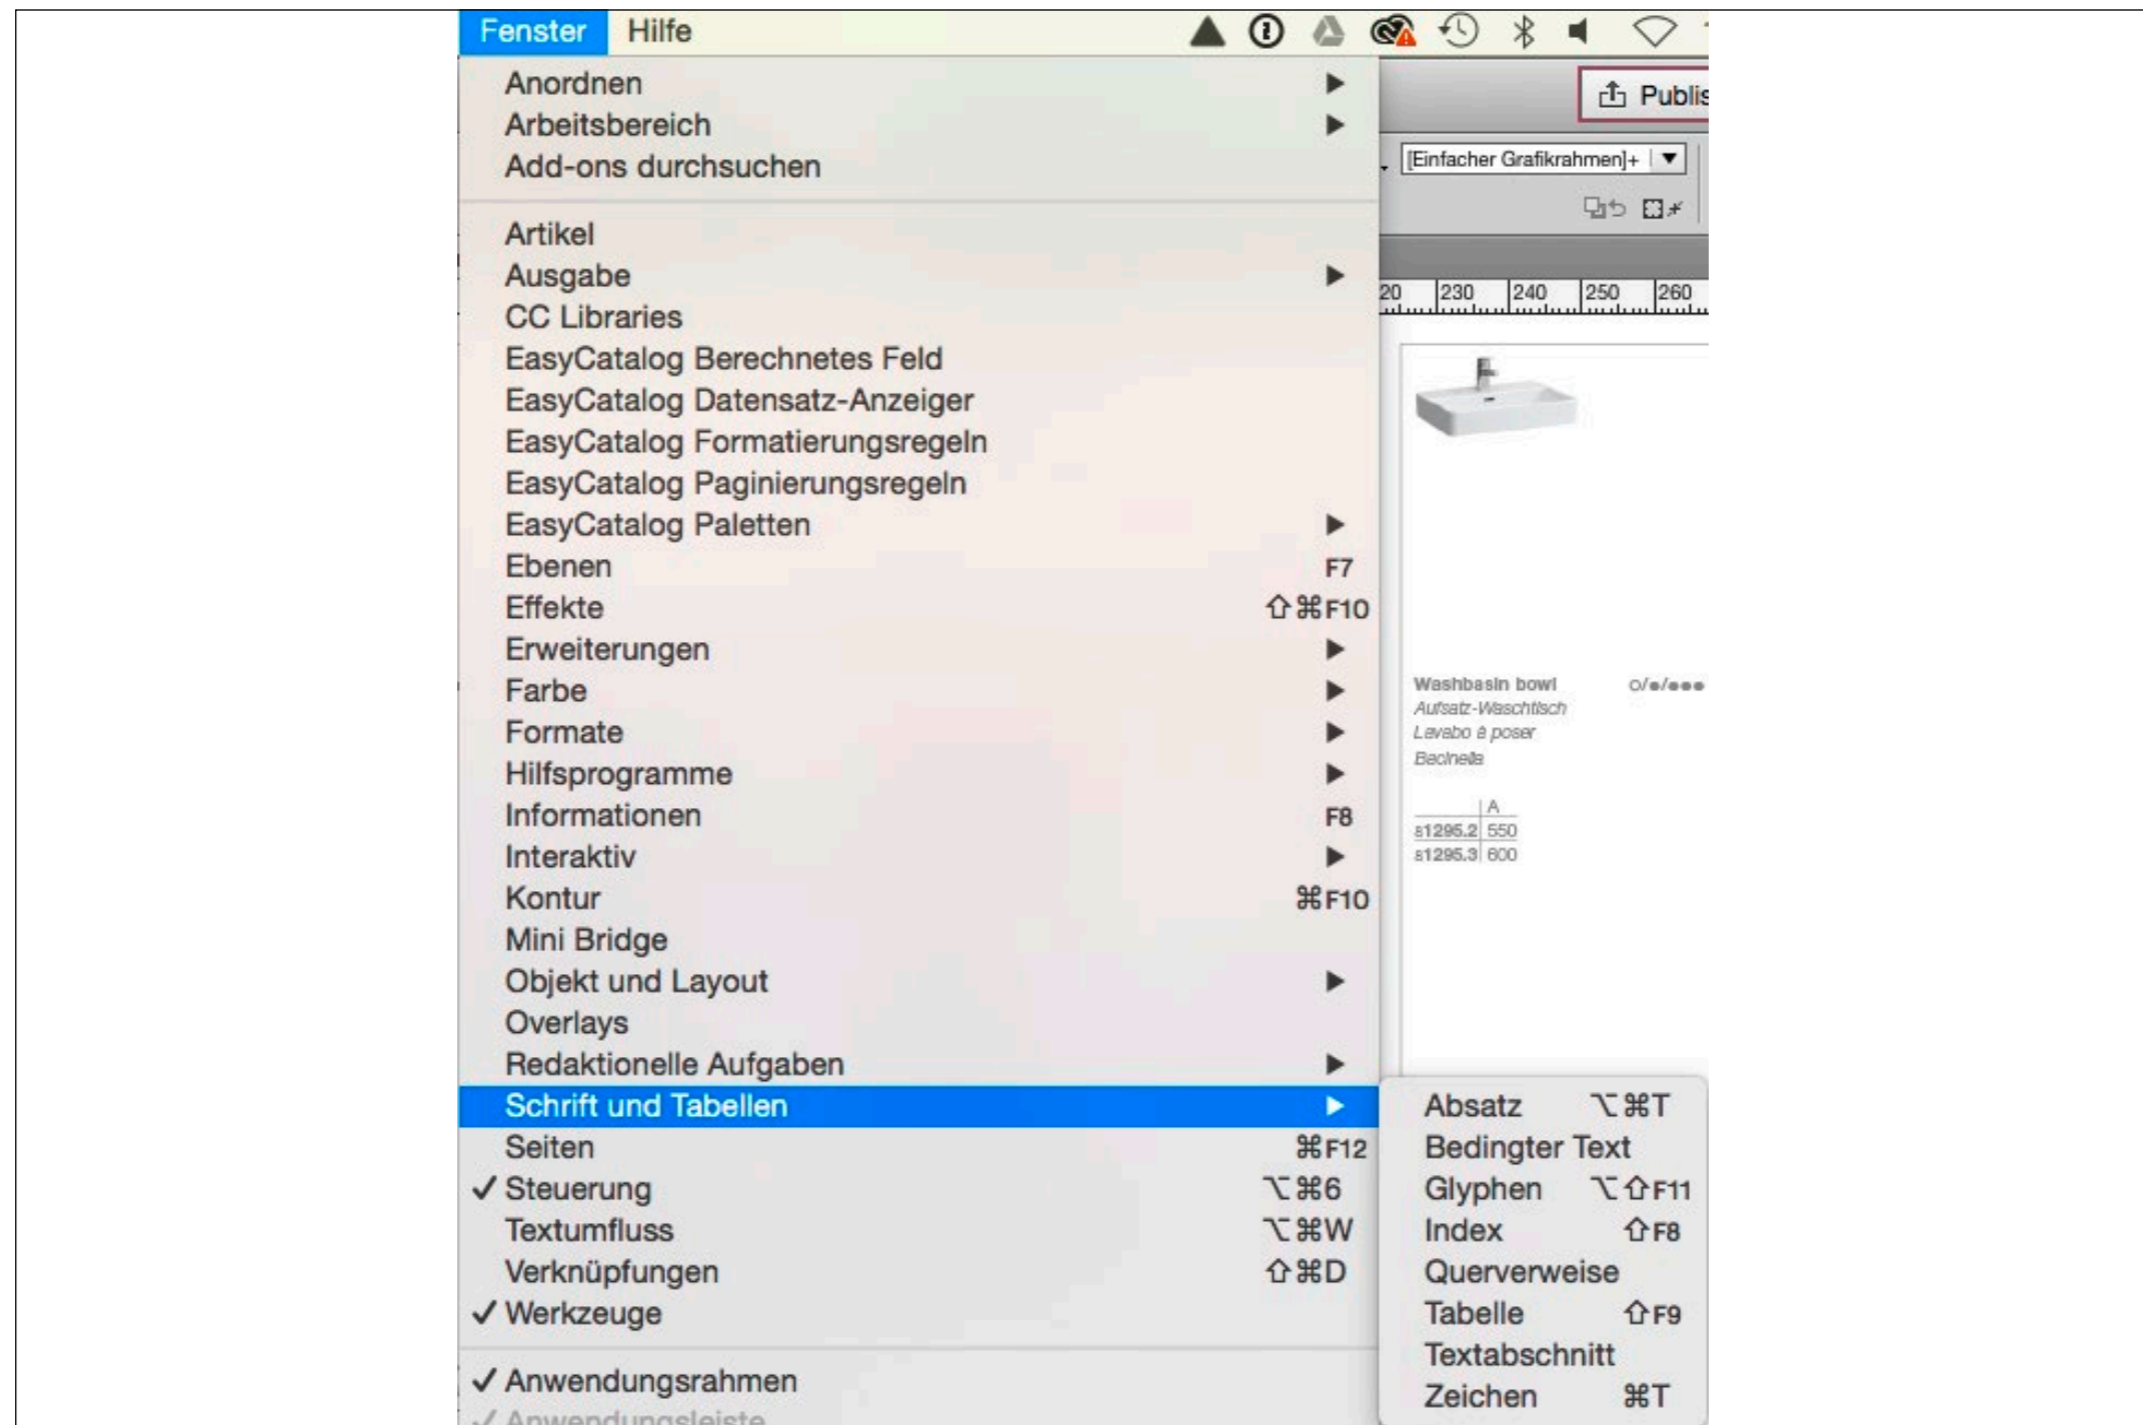 Fenster Hilfe
Anordnen
Arbeitsbereich
Add-ons durchsuchen
Artikel
Ausgabe
CC Libraries
EasyCatalog Berechnetes Feld
EasyCatalog Datensatz-Anzeiger
EasyCatalog Formatierungsregeln
EasyCatalog Paginierungsregeln
EasyCatalog Paletten
Ebenen F7
Effekte ⇧⌘F10
Erweiterungen
Farbe
Formate
Hilfsprogramme
Informationen F8
Interaktiv
Kontur ⌘F10
Mini Bridge
Objekt und Layout
Overlays
Redaktionelle Aufgaben
Schrift und Tabellen
Seiten ⌘F12
✓ Steuerung ⌥⌘6
Textumfluss ⌥⌘W
Verknüpfungen ⇧⌘D
✓ Werkzeuge
✓ Anwendungsrahmen
✓ Anwendungsleiste
Publis
[Einfacher Grafikrahmen]+
20 230 240 250 260
Washbasin bowl O/●/●●●
Aufsatz-Waschtisch
Lavabo à poser
Bacinella
A
81295.2 550
81295.3 600
Absatz ⌥⌘T
Bedingter Text
Glyphen ⌥⇧F11
Index ⇧F8
Querverweise
Tabelle ⇧F9
Textabschnitt
Zeichen ⌘T